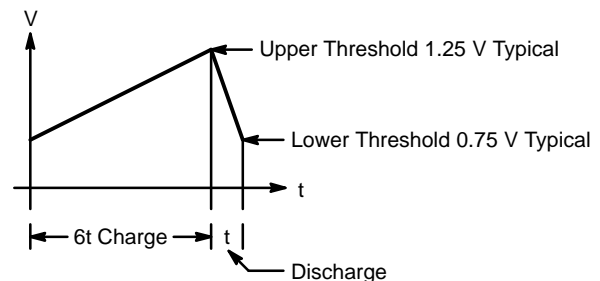 V
Upper Threshold 1.25 V Typical
Lower Threshold 0.75 V Typical
t
6t Charge
t
Discharge